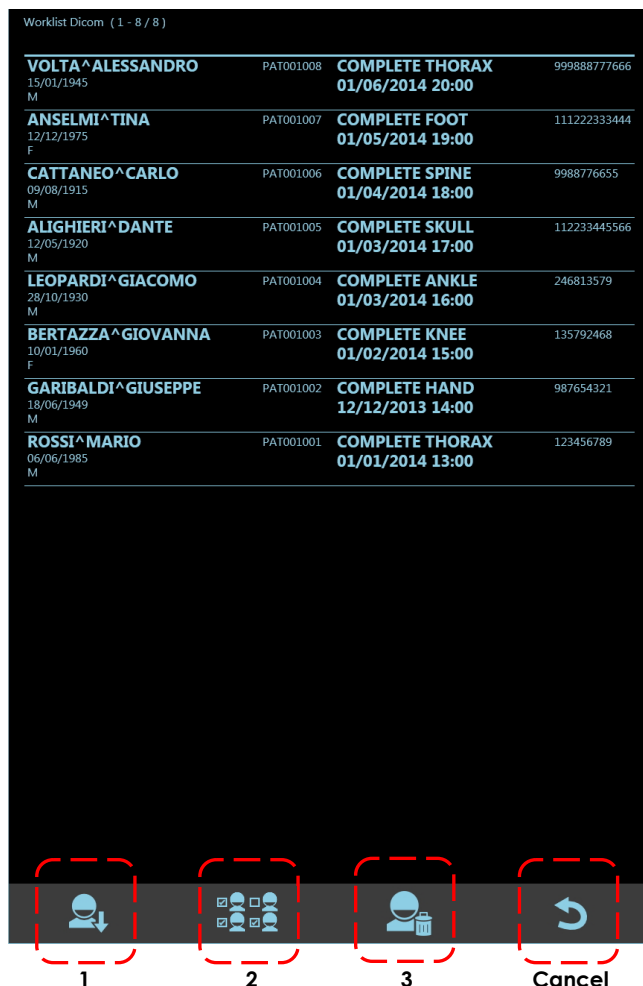 Worklist Dicom ( 1 - 8 / 8 )
VOLTA^ALESSANDRO PAT001008 COMPLETE THORAX 999888777666
15/01/1945 01/06/2014 20:00
M
ANSELMI^TINA PAT001007 COMPLETE FOOT 111222333444
12/12/1975 01/05/2014 19:00
F
CATTANEO^CARLO PAT001006 COMPLETE SPINE 9988776655
09/08/1915 01/04/2014 18:00
M
ALIGHIERI^DANTE PAT001005 COMPLETE SKULL 112233445566
12/05/1920 01/03/2014 17:00
M
LEOPARDI^GIACOMO PAT001004 COMPLETE ANKLE 246813579
28/10/1930 01/03/2014 16:00
M
BERTAZZA^GIOVANNA PAT001003 COMPLETE KNEE 135792468
10/01/1960 01/02/2014 15:00
F
GARIBALDI^GIUSEPPE PAT001002 COMPLETE HAND 987654321
18/06/1949 12/12/2013 14:00
M
ROSSI^MARIO PAT001001 COMPLETE THORAX 123456789
06/06/1985 01/01/2014 13:00
M
1 2 3 Cancel